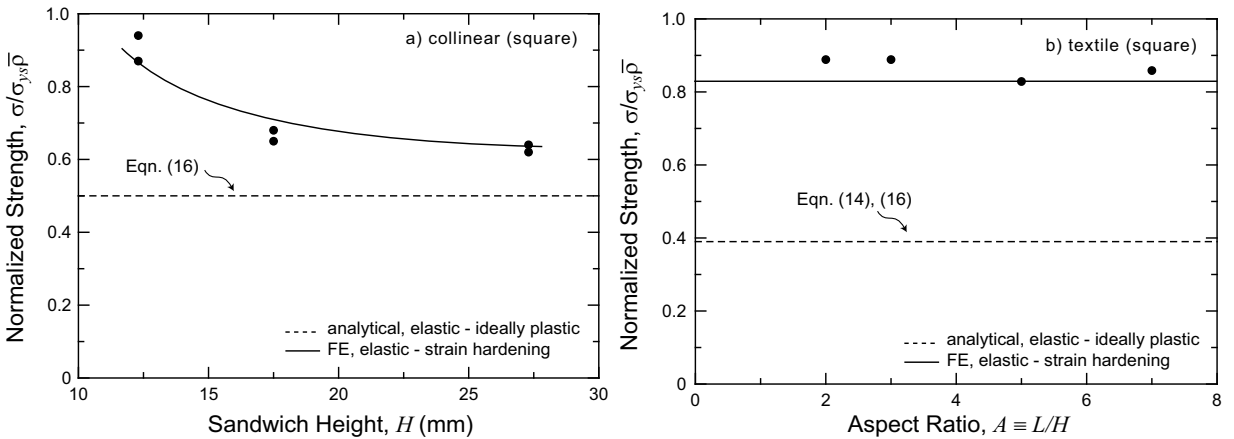 Normalized Strength, σ/σysρ̅
1.0
0.8
0.6
0.4
0.2
0
a) collinear (square)
Eqn. (16)
analytical, elastic - ideally plastic
FE, elastic - strain hardening
10 15 20 25 30
Sandwich Height, H (mm)
Normalized Strength, σ/σysρ̅
1.0
0.8
0.6
0.4
0.2
0
b) textile (square)
Eqn. (14), (16)
analytical, elastic - ideally plastic
FE, elastic - strain hardening
0 2 4 6 8
Aspect Ratio, A ≡ L/H